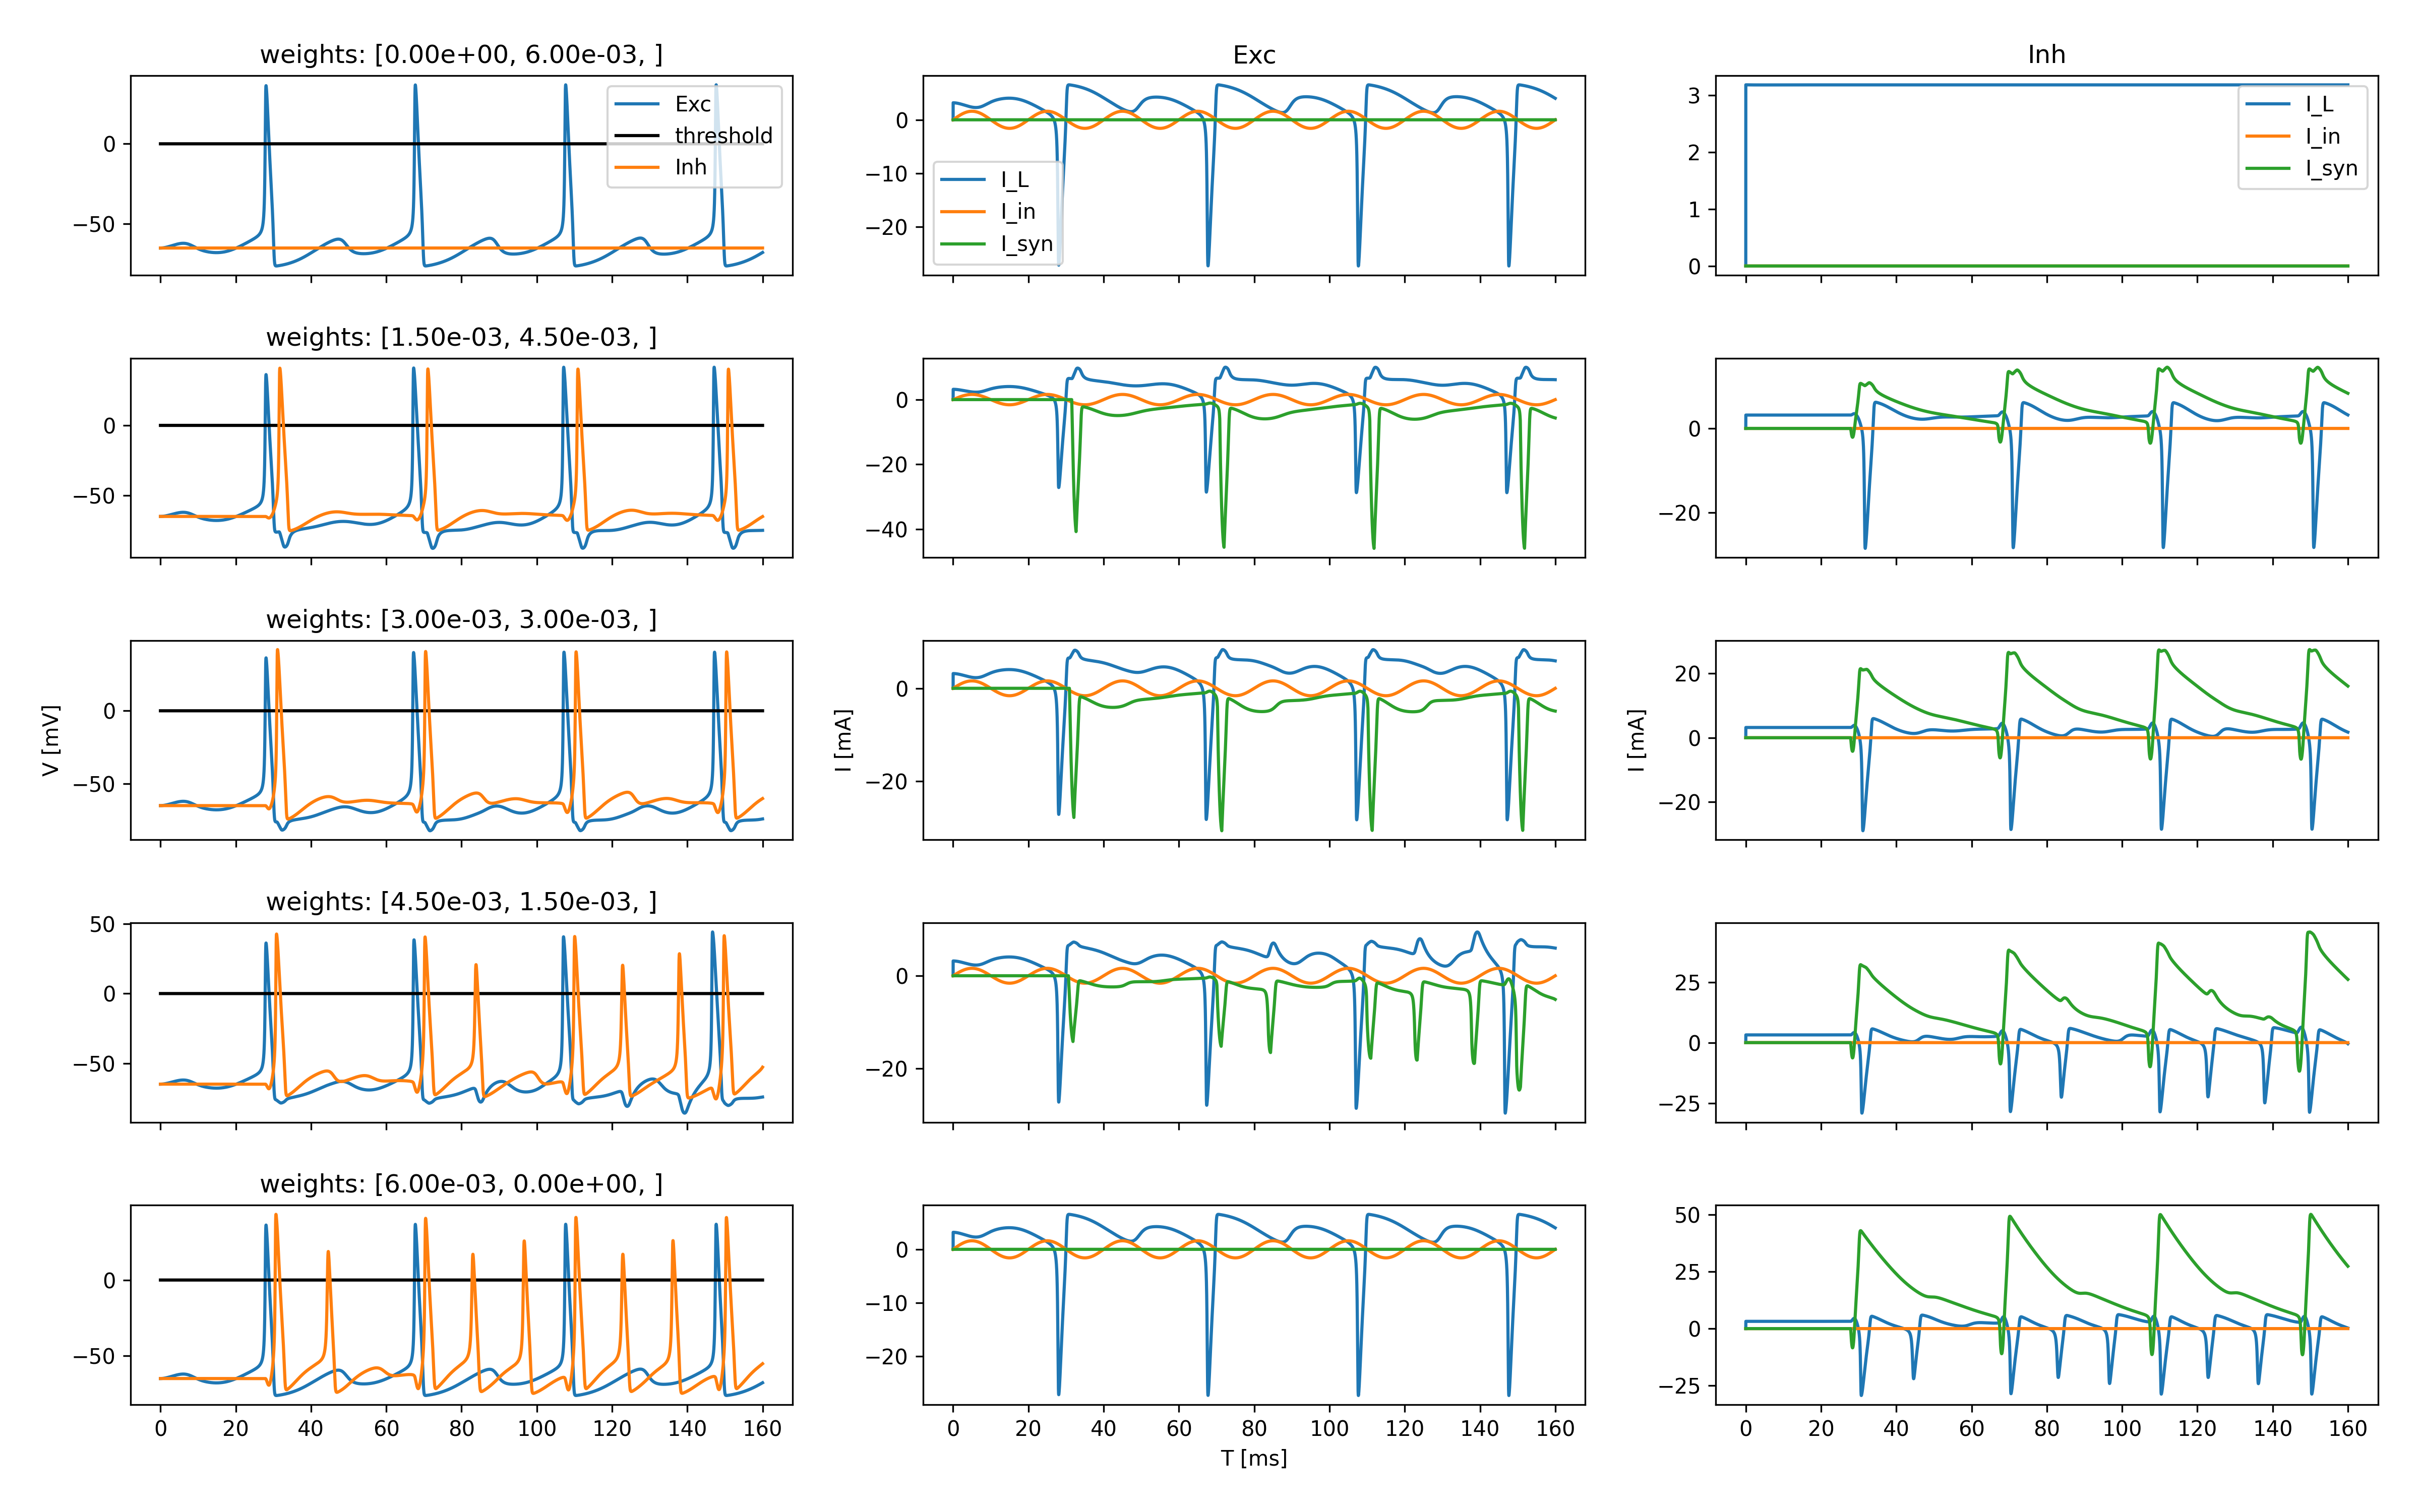 weights: [0.00e+00, 6.00e-03, ]
Exc
Inh
0
−50
Exc
threshold
Inh
0
−10
−20
I_L
I_in
I_syn
3
2
1
0
I_L
I_in
I_syn
weights: [1.50e-03, 4.50e-03, ]
0
−50
0
−20
−40
0
−20
weights: [3.00e-03, 3.00e-03, ]
V [mV]
0
−50
I [mA]
0
−20
I [mA]
20
0
−20
weights: [4.50e-03, 1.50e-03, ]
50
0
−50
0
−20
25
0
−25
weights: [6.00e-03, 0.00e+00, ]
0
−50
0
−10
−20
50
25
0
−25
0 20 40 60 80 100 120 140 160
0 20 40 60 80 100 120 140 160
0 20 40 60 80 100 120 140 160
T [ms]